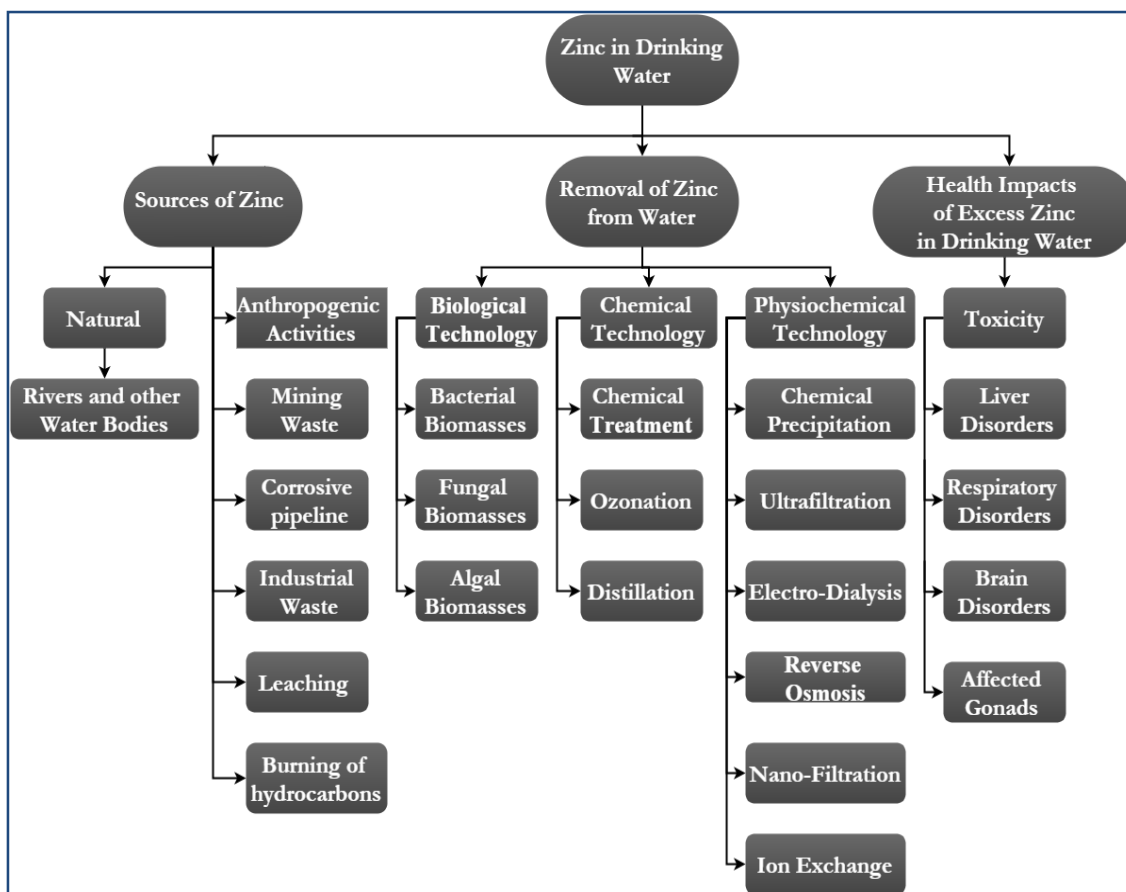 Zinc in Drinking
Water
Sources of Zinc
Removal of Zinc
from Water
Health Impacts
of Excess Zinc
in Drinking Water
Natural
Rivers and other
Water Bodies
Anthropogenic
Activities
Mining
Waste
Corrosive
pipeline
Industrial
Waste
Leaching
Burning of
hydrocarbons
Biological
Technology
Bacterial
Biomasses
Fungal
Biomasses
Algal
Biomasses
Chemical
Technology
Chemical
Treatment
Ozonation
Distillation
Physiochemical
Technology
Chemical
Precipitation
Ultrafiltration
Electro-Dialysis
Reverse
Osmosis
Nano-Filtration
Ion Exchange
Toxicity
Liver
Disorders
Respiratory
Disorders
Brain
Disorders
Affected
Gonads